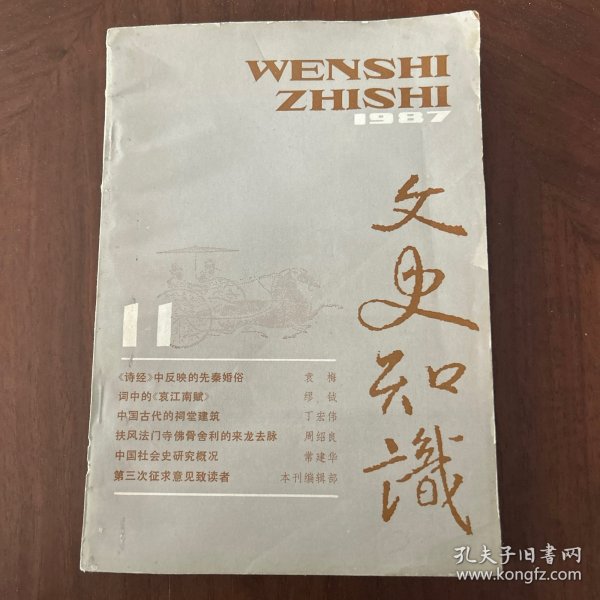 WENSHI
ZHISHI
1987
文史知識
11
《诗经》中反映的先秦婚俗 袁梅
词中的《哀江南赋》 缪钺
中国古代的祠堂建筑 丁宏伟
扶风法门寺佛骨舍利的来龙去脉 周绍良
中国社会史研究概况 常建华
第三次征求意见致读者 本刊编辑部
孔夫子旧书网
www.kongfz.com